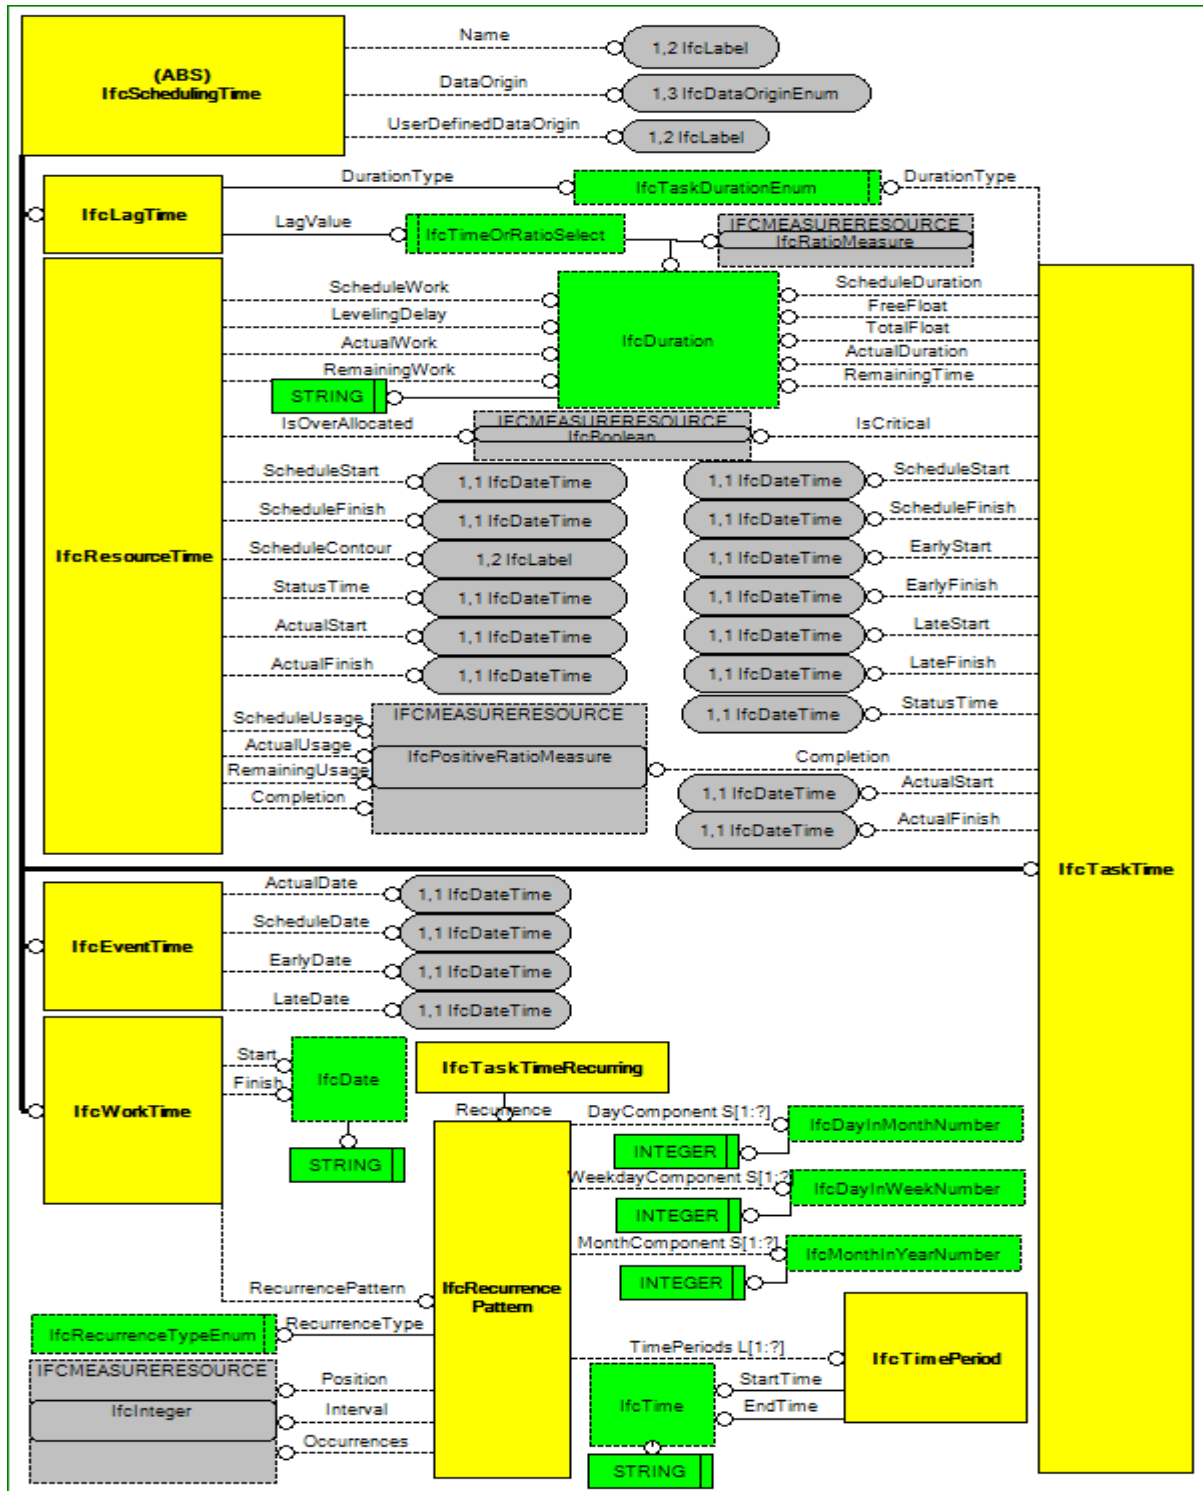 (ABS)
IfcSchedulingTime
Name
1,2 IfcLabel
DataOrigin
1,3 IfcDataOriginEnum
UserDefinedDataOrigin
1,2 IfcLabel
IfcLagTime
DurationType
IfcTaskDurationEnum
DurationType
LagValue
IfcTimeOrRatioSelect
IFCMEASURERESOURCE
IfcRatioMeasure
IfcResourceTime
ScheduleWork
LevelingDelay
ActualWork
RemainingWork
STRING
IfcDuration
ScheduleDuration
FreeFloat
TotalFloat
ActualDuration
RemainingTime
IsOverAllocated
IFCMEASURERESOURCE
IfcBoolean
IsCritical
ScheduleStart
1,1 IfcDateTime
ScheduleFinish
1,1 IfcDateTime
ScheduleContour
1,2 IfcLabel
StatusTime
1,1 IfcDateTime
ActualStart
1,1 IfcDateTime
ActualFinish
1,1 IfcDateTime
1,1 IfcDateTime
ScheduleStart
1,1 IfcDateTime
ScheduleFinish
1,1 IfcDateTime
EarlyStart
1,1 IfcDateTime
EarlyFinish
1,1 IfcDateTime
LateStart
1,1 IfcDateTime
LateFinish
1,1 IfcDateTime
StatusTime
ScheduleUsage
ActualUsage
RemainingUsage
Completion
IFCMEASURERESOURCE
IfcPositiveRatioMeasure
Completion
1,1 IfcDateTime
ActualStart
1,1 IfcDateTime
ActualFinish
IfcTaskTime
IfcEventTime
ActualDate
1,1 IfcDateTime
ScheduleDate
1,1 IfcDateTime
EarlyDate
1,1 IfcDateTime
LateDate
1,1 IfcDateTime
IfcWorkTime
Start
Finish
IfcDate
STRING
IfcTaskTimeRecurring
Recurrence
DayComponent S[1:?]
IfcDayInMonthNumber
INTEGER
WeekdayComponent S[1:?
IfcDayInWeekNumber
INTEGER
MonthComponent S[1:?]
IfcMonthInYearNumber
INTEGER
RecurrencePattern
IfcRecurrence
Pattern
IfcRecurrenceTypeEnum
RecurrenceType
IFCMEASURERESOURCE
IfcInteger
Position
Interval
Occurrences
TimePeriods L[1:?]
IfcTimePeriod
IfcTime
StartTime
EndTime
STRING